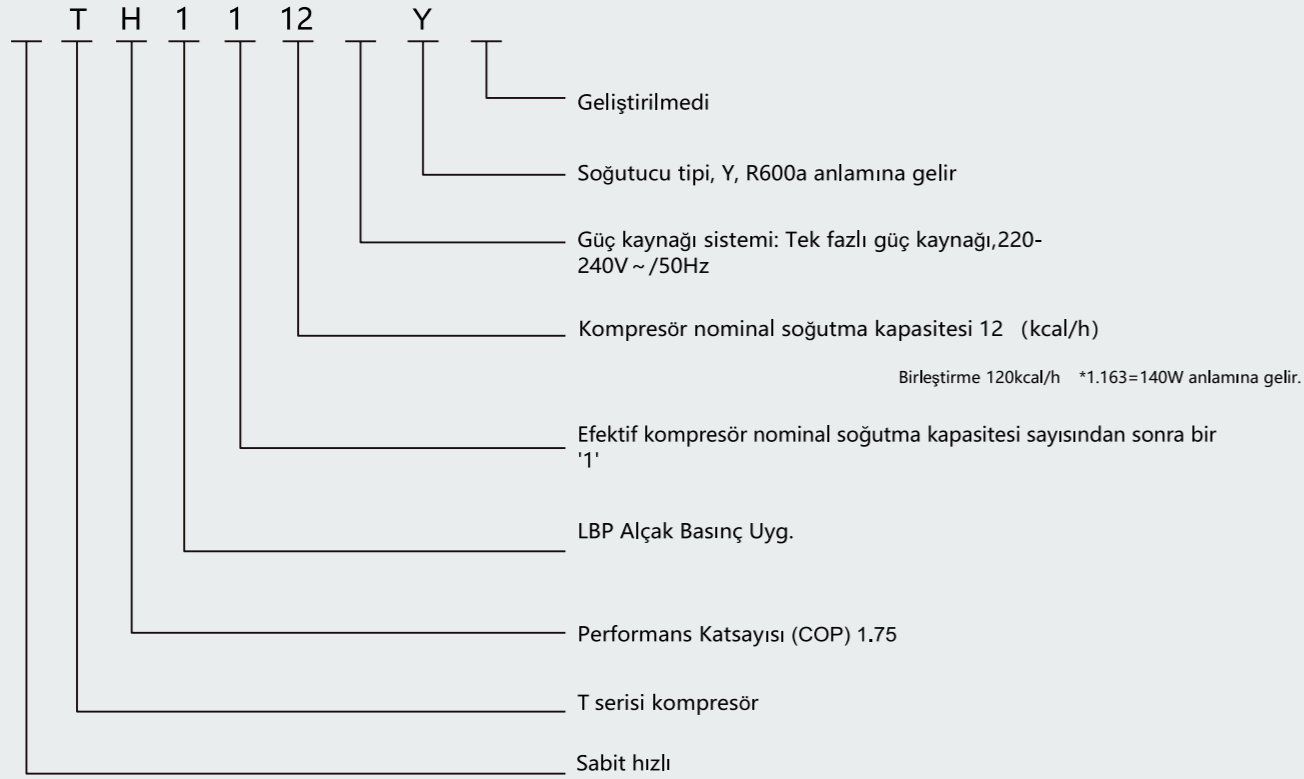 T H 1 1 12 Y
Geliştirilmedi
Soğutucu tipi, Y, R600a anlamına gelir
Güç kaynağı sistemi: Tek fazlı güç kaynağı,220-
240V～/50Hz
Kompresör nominal soğutma kapasitesi 12 （kcal/h）
Birleştirme 120kcal/h *1.163=140W anlamına gelir.
Efektif kompresör nominal soğutma kapasitesi sayısından sonra bir
'1'
LBP Alçak Basınç Uyg.
Performans Katsayısı (COP) 1.75
T serisi kompresör
Sabit hızlı